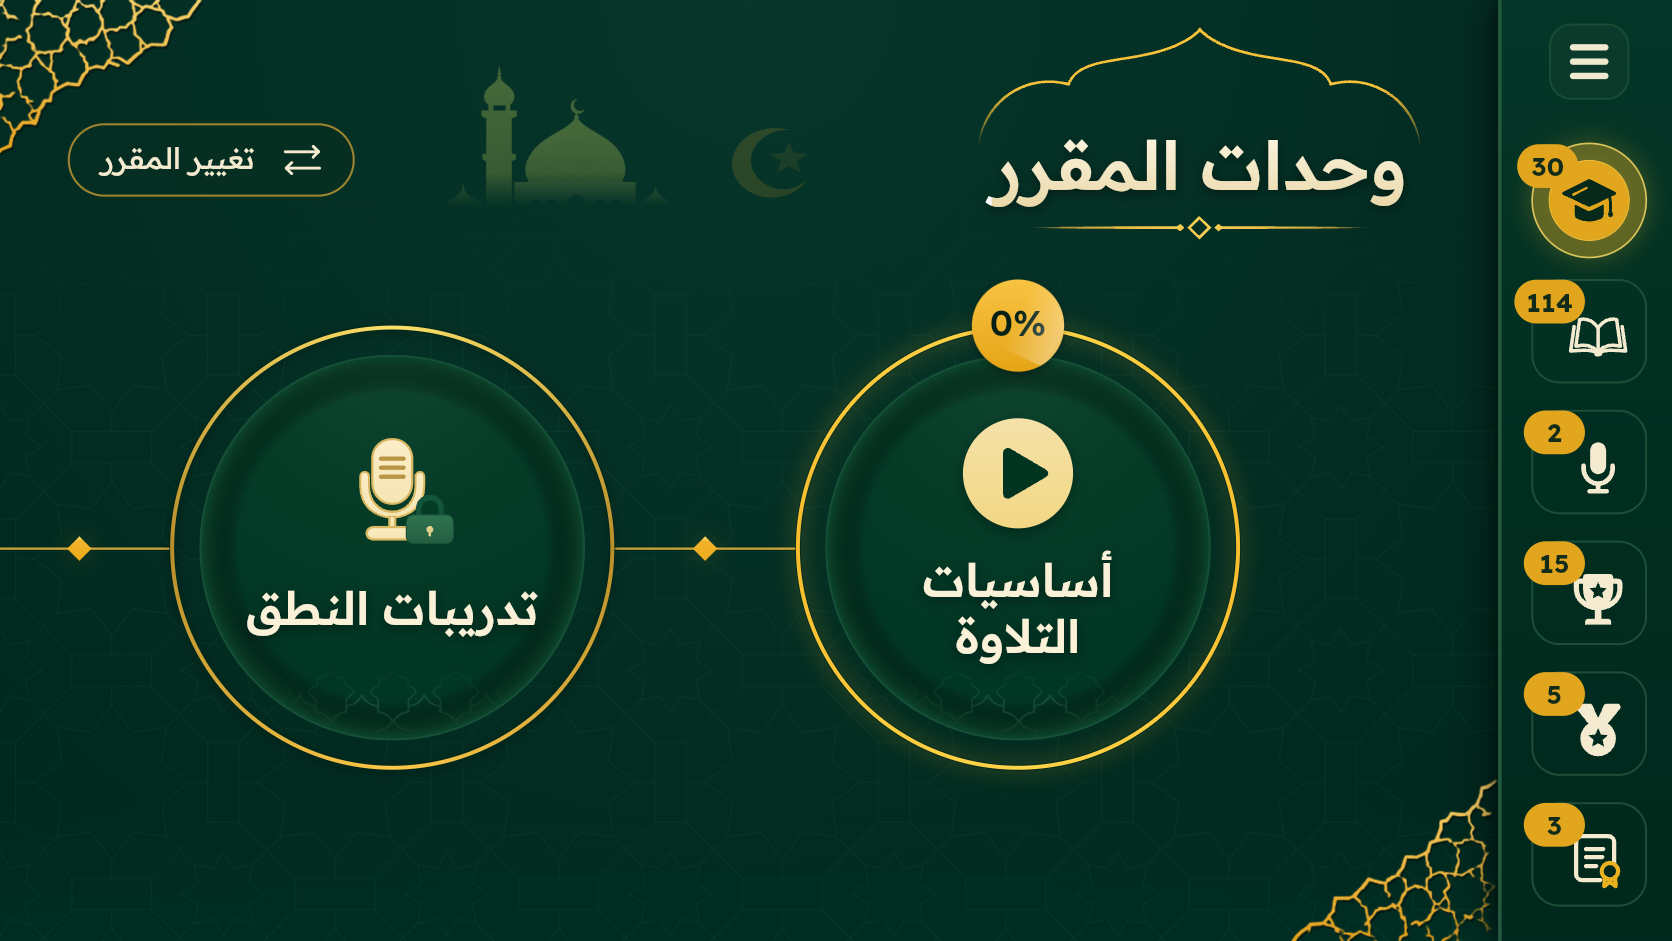 وحدات المقرر
تغيير المقرر
0%
أساسيات
التلاوة
تدريبات النطق
30
114
2
15
5
3